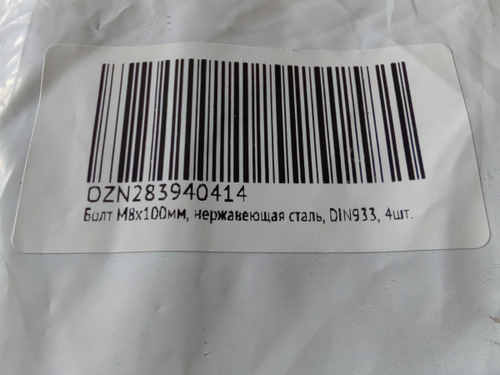 OZN283940414
Болт М8х100мм, нержавеющая сталь, DIN933, 4шт.